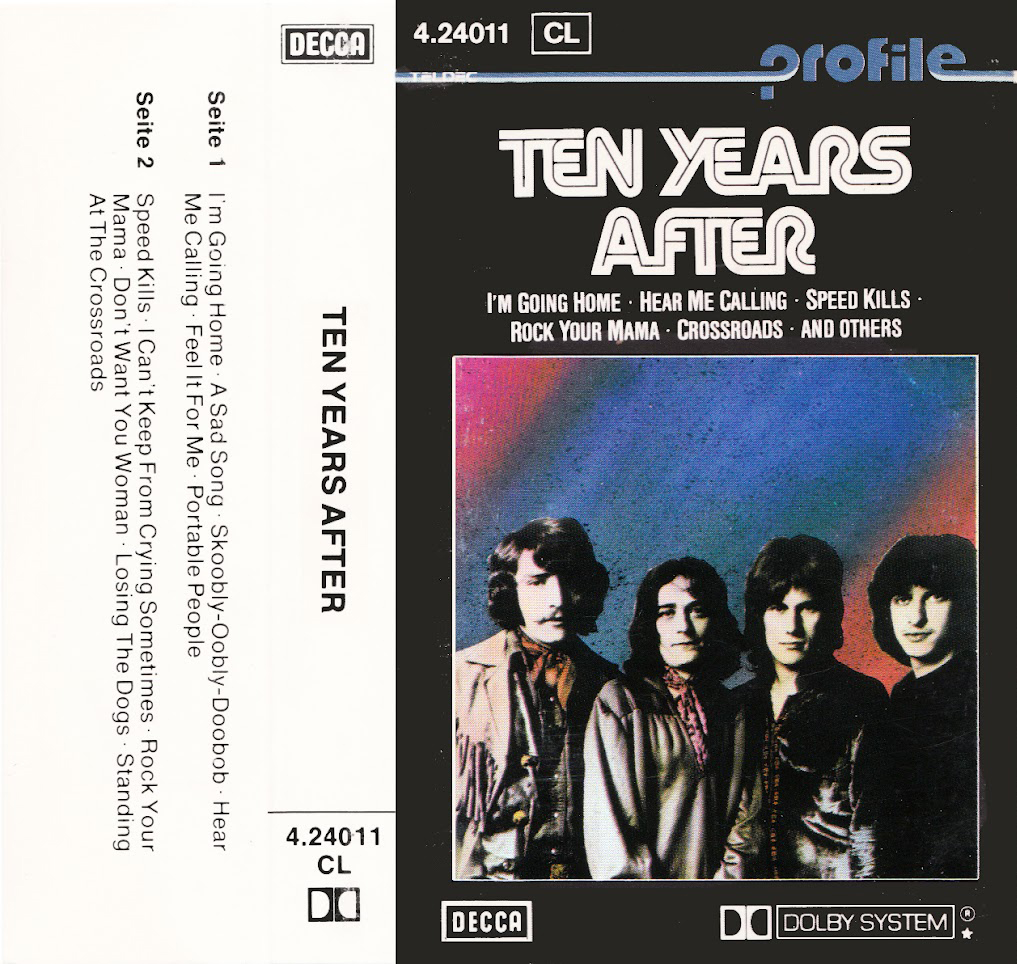 DECCA
Seite 1 I'm Going Home · A Sad Song · Skoobly-Oobly-Doobob · Hear
Me Calling · Feel It For Me · Portable People
Seite 2 Speed Kills · I Can't Keep From Crying Sometimes · Rock Your
Mama · Don't Want You Woman · Losing The Dogs · Standing
At The Crossroads
TEN YEARS AFTER
4.24011
CL
4.24011 CL
TELDEC
profile
TEN YEARS
AFTER
I'M GOING HOME · HEAR ME CALLING · SPEED KILLS ·
ROCK YOUR MAMA · CROSSROADS · AND OTHERS
DECCA
DOLBY SYSTEM ®